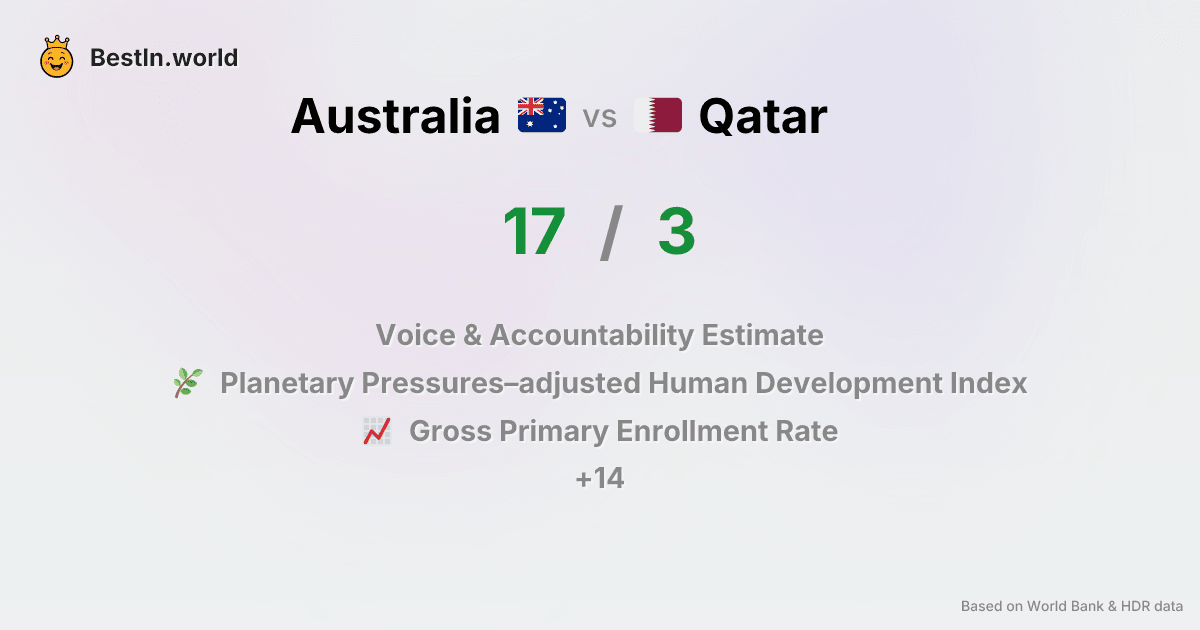 BestIn.world
Australia vs Qatar
17 / 3
Voice & Accountability Estimate
Planetary Pressures–adjusted Human Development Index
Gross Primary Enrollment Rate
+14
Based on World Bank & HDR data